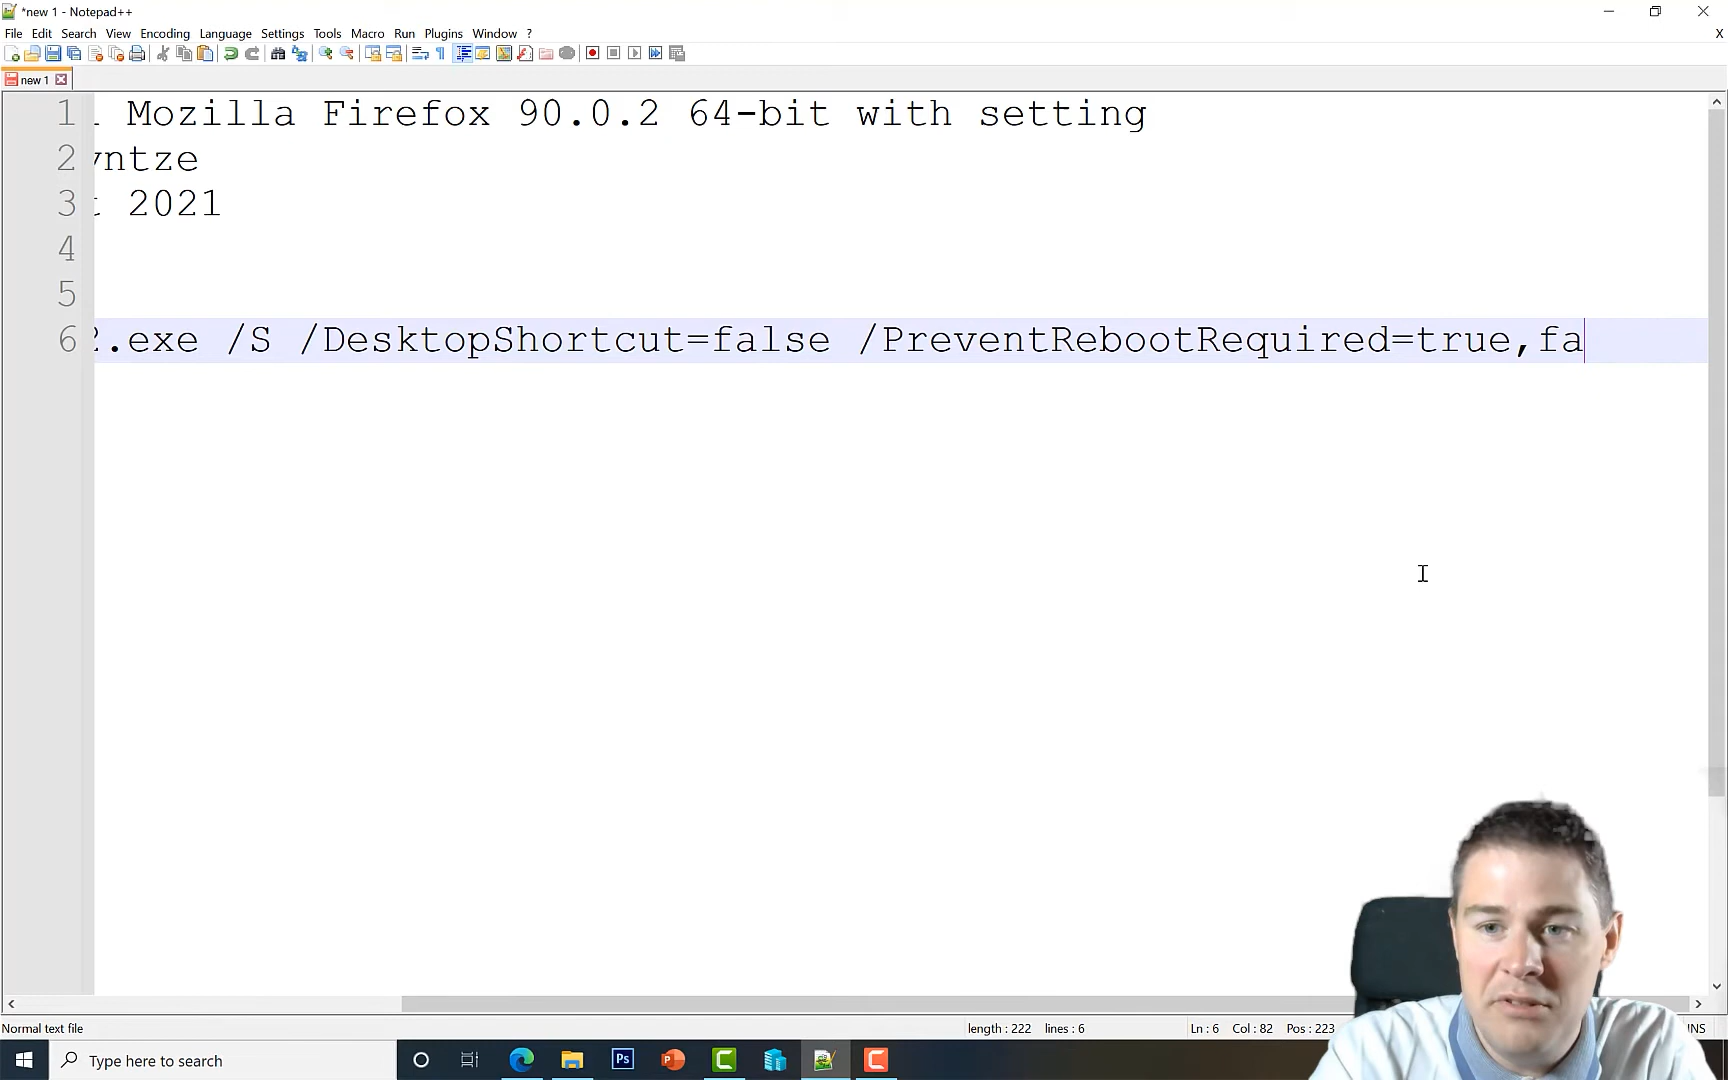 *new 1 - Notepad++
File Edit Search View Encoding Language Settings Tools Macro Run Plugins Window ? X
new 1
1 Mozilla Firefox 90.0.2 64-bit with setting
2 yntze
3 t 2021
4
5
6 2.exe /S /DesktopShortcut=false /PreventRebootRequired=true,fa
Normal text file length : 222 lines : 6 Ln : 6 Col : 82 Pos : 223 INS
Type here to search